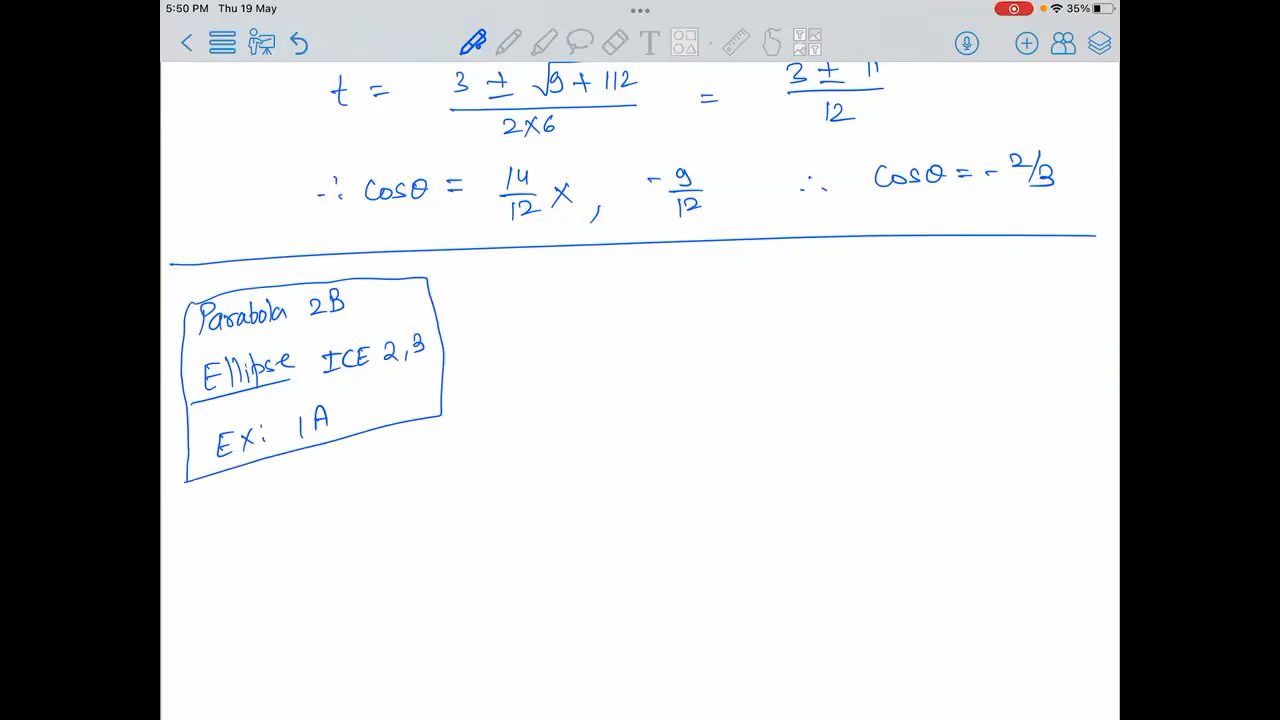 5:50 PM Thu 19 May
35%
t = 3 ± √9 + 112 / 2×6 = 3 ± 11 / 12
∴ cosθ = 14/12 X, - 9/12 ∴ cosθ = - 2/3
Parabola 2B
Ellipse ICE 2,3
Ex: 1A